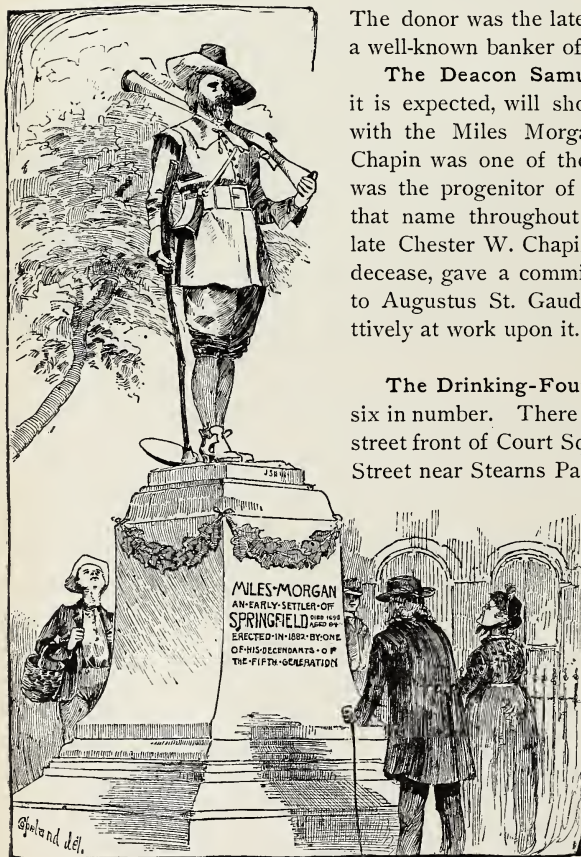 The donor was the late
a well-known banker of
The Deacon Samu
it is expected, will sho
with the Miles Morga
Chapin was one of the
was the progenitor of
that name throughout
late Chester W. Chapi
decease, gave a commi
to Augustus St. Gaud
ttively at work upon it.
The Drinking-Fou
six in number. There
street front of Court Sq
Street near Stearns Pa
MILES·MORGAN
AN·EARLY·SETTLER·OF
SPRINGFIELD DIED 1699 AGED 84
ERECTED·IN·1882·BY·ONE
OF·HIS·DECENDANTS·OF
THE·FIFTH·GENERATION
Copeland del.